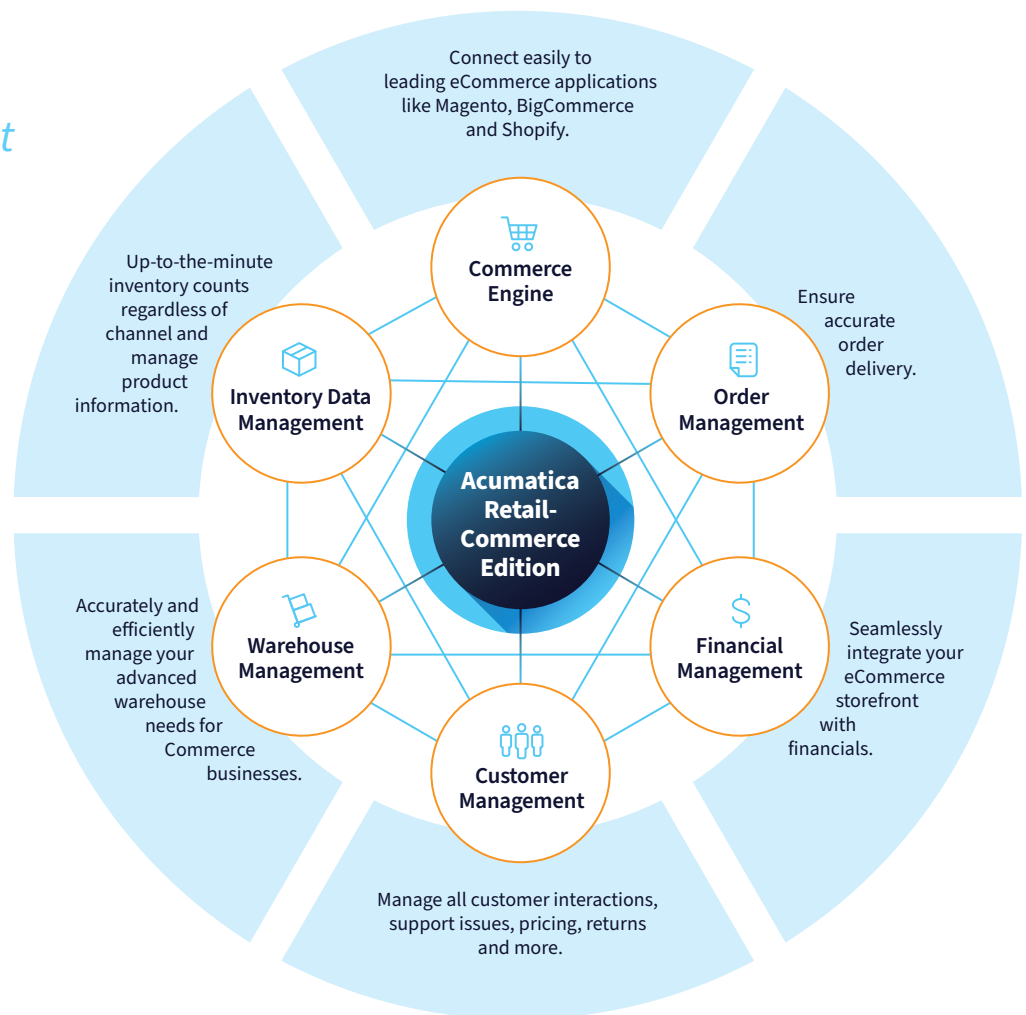 t
Connect easily to
leading eCommerce applications
like Magento, BigCommerce
and Shopify.
Commerce
Engine
Up-to-the-minute
inventory counts
regardless of
channel and
manage
product
information.
Inventory Data
Management
Ensure
accurate
order
delivery.
Order
Management
Acumatica
Retail-
Commerce
Edition
Accurately and
efficiently
manage your
advanced
warehouse
needs for
Commerce
businesses.
Warehouse
Management
Seamlessly
integrate your
eCommerce
storefront
with
financials.
Financial
Management
Customer
Management
Manage all customer interactions,
support issues, pricing, returns
and more.